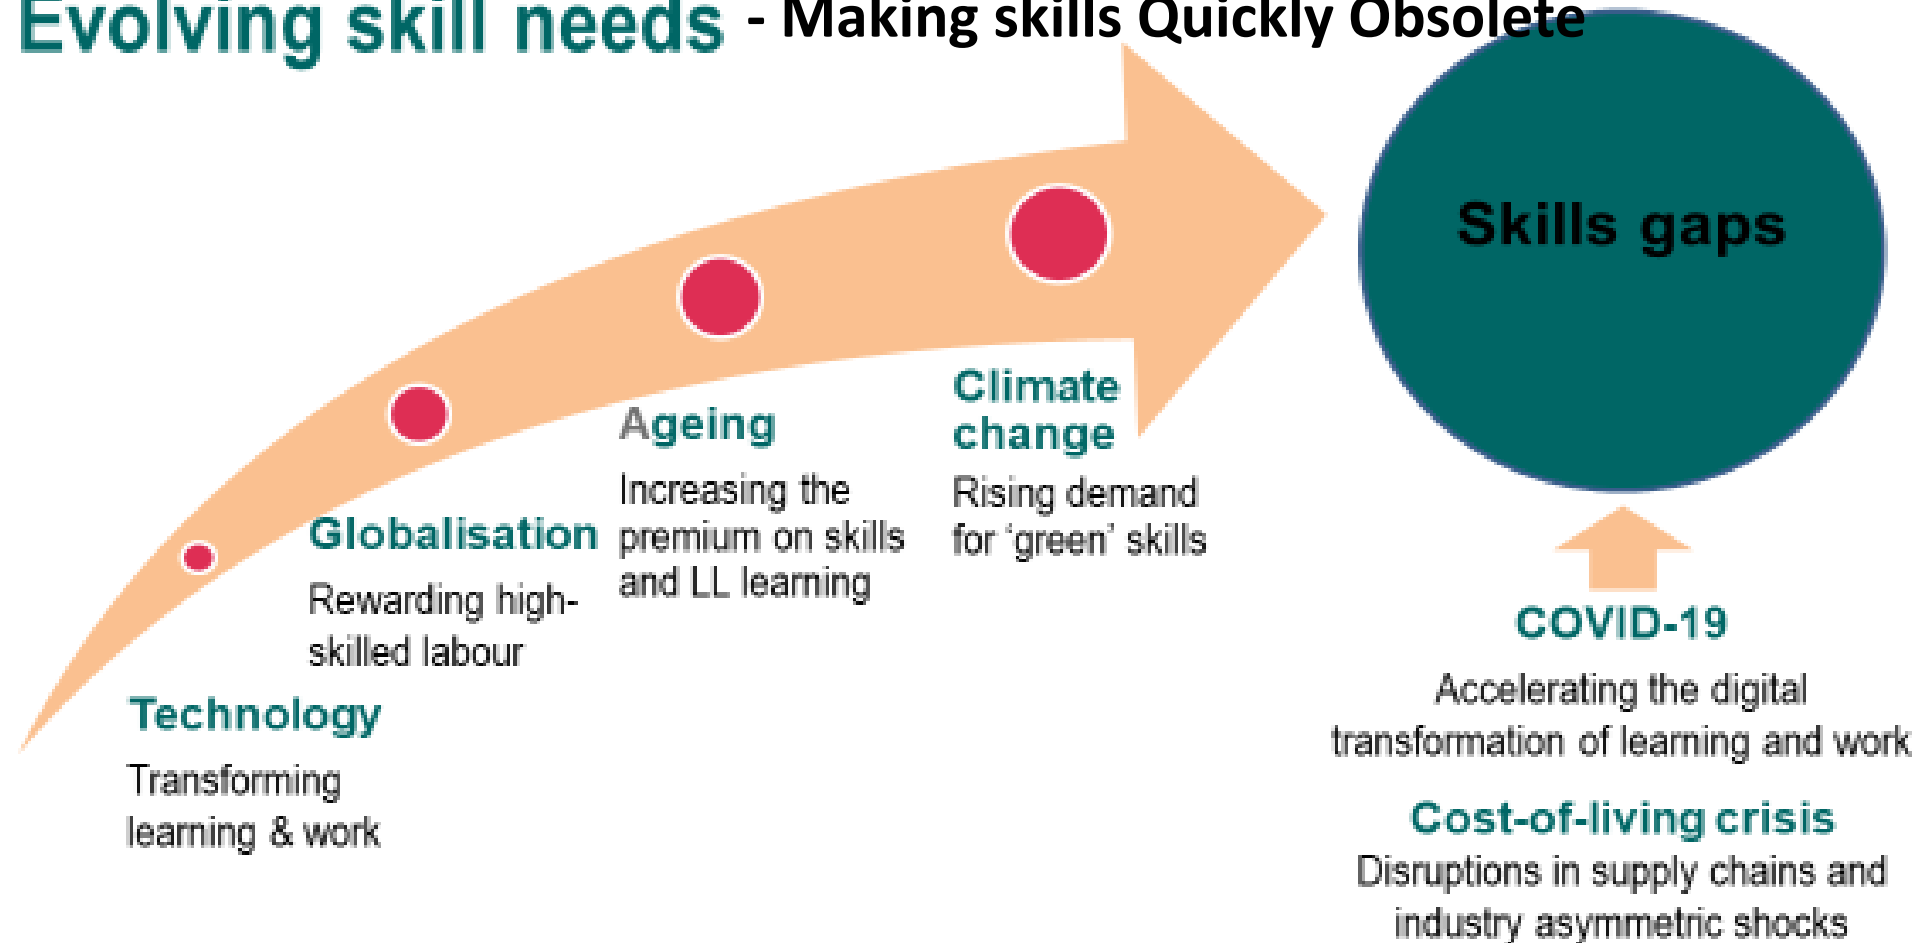 Evolving skill needs - Making skills Quickly Obsolete
Skills gaps
Climate
change
Rising demand
for ‘green’ skills
Ageing
Increasing the
premium on skills
and LL learning
Globalisation
Rewarding high-
skilled labour
Technology
Transforming
learning & work
COVID-19
Accelerating the digital
transformation of learning and work
Cost-of-living crisis
Disruptions in supply chains and
industry asymmetric shocks